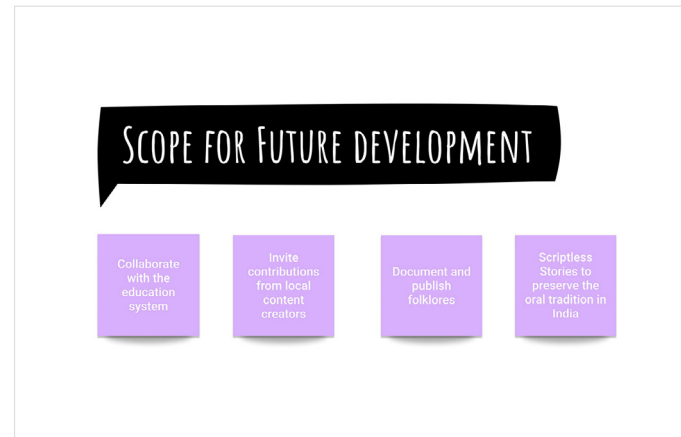 Scope for Future development
Collaborate
with the
education
system
Invite
contributions
from local
content
creators
Document and
publish
folklores
Scriptless
Stories to
preserve the
oral tradition in
India